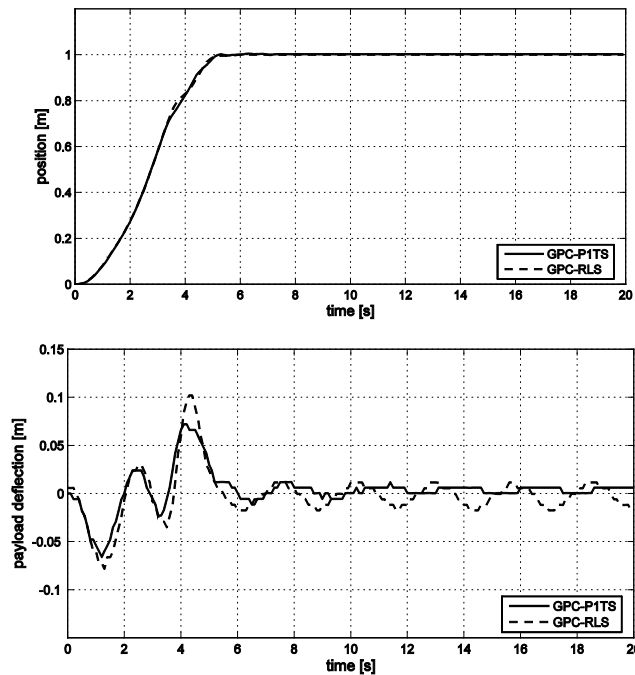 1
0.8
0.6
0.4
0.2
0
position [m]
0 2 4 6 8 10 12 14 16 18 20
time [s]
GPC-P1TS
GPC-RLS
0.15
0.1
0.05
0
-0.05
-0.1
payload deflection [m]
0 2 4 6 8 10 12 14 16 18 20
time [s]
GPC-P1TS
GPC-RLS